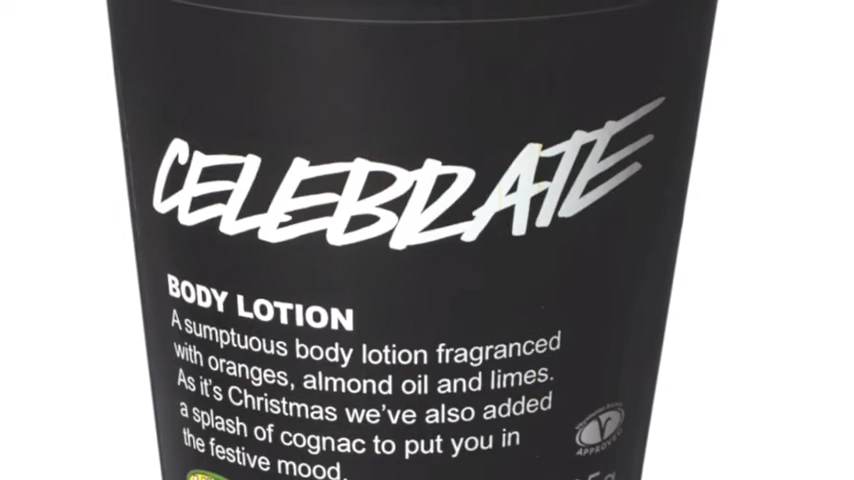 CELEBRATE
BODY LOTION
A sumptuous body lotion fragranced
with oranges, almond oil and limes.
As it's Christmas we've also added
a splash of cognac to put you in
the festive mood.
APPROVED